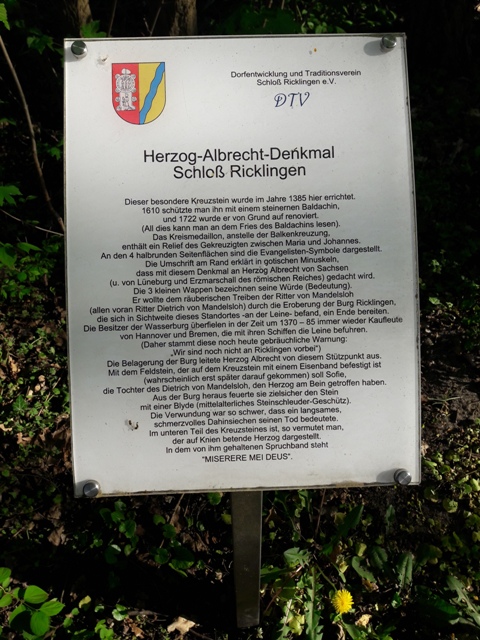 Dorfentwicklung und Traditionsverein
Schloß Ricklingen e.V.
DTV
Herzog-Albrecht-Denkmal
Schloß Ricklingen
Dieser besondere Kreuzstein wurde im Jahre 1385 hier errichtet.
1610 schützte man ihn mit einem steinernen Baldachin,
und 1722 wurde er von Grund auf renoviert.
(All dies kann man an dem Fries des Baldachins lesen).
Das Kreismedaillon, anstelle der Balkenkreuzung,
enthält ein Relief des Gekreuzigten zwischen Maria und Johannes.
An den 4 halbrunden Seitenflächen sind die Evangelisten-Symbole dargestellt.
Die Umschrift am Rand erklärt in gotischen Minuskeln,
dass mit diesem Denkmal an Herzog Albrecht von Sachsen
(u. von Lüneburg und Erzmarschall des römischen Reiches) gedacht wird.
Die 3 kleinen Wappen bezeichnen seine Würde (Bedeutung).
Er wollte dem räuberischen Treiben der Ritter von Mandelsloh
(allen voran Ritter Dietrich von Mandelsloh) durch die Eroberung der Burg Ricklingen,
die sich in Sichtweite dieses Standortes -an der Leine- befand, ein Ende bereiten.
Die Besitzer der Wasserburg überfielen in der Zeit um 1370 – 85 immer wieder Kaufleute
von Hannover und Bremen, die mit ihren Schiffen die Leine befuhren.
(Daher stammt diese noch heute gebräuchliche Warnung:
„Wir sind noch nicht an Ricklingen vorbei")
Die Belagerung der Burg leitete Herzog Albrecht von diesem Stützpunkt aus.
Mit dem Feldstein, der auf dem Kreuzstein mit einem Eisenband befestigt ist
(wahrscheinlich erst später darauf gekommen) soll Sofie,
die Tochter des Dietrich von Mandelsloh, den Herzog am Bein getroffen haben.
Aus der Burg heraus feuerte sie zielsicher den Stein
mit einer Blyde (mittelalterliches Steinschleuder-Geschütz).
Die Verwundung war so schwer, dass ein langsames,
schmerzvolles Dahinsiechen seinen Tod bedeutete.
Im unteren Teil des Kreuzsteines ist, so vermutet man,
der auf Knien betende Herzog dargestellt.
In dem von ihm gehaltenen Spruchband steht
"MISERERE MEI DEUS".